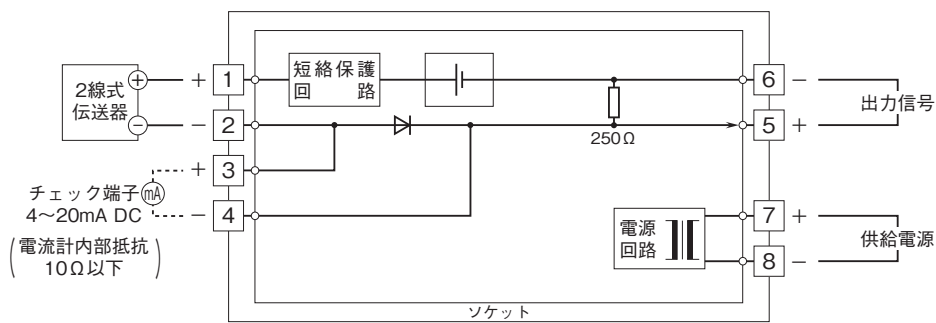 2線式
伝送器
+
−
+ 1
− 2
+ 3
− 4
チェック端子 mA
4～20mA DC
(電流計内部抵抗
10Ω以下)
短絡保護
回路
250Ω
電源
回路
6 −
5 +
出力信号
7 +
8 −
供給電源
ソケット